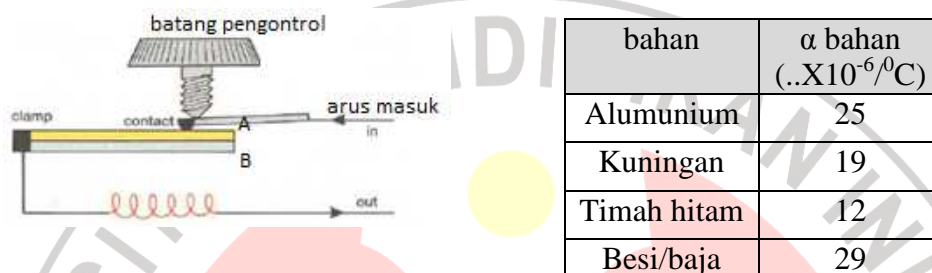 batang pengontrol
arus masuk
clamp
contact
A
in
B
out
bahan α bahan
(..X10⁻⁶/⁰C)
Alumunium 25
Kuningan 19
Timah hitam 12
Besi/baja 29